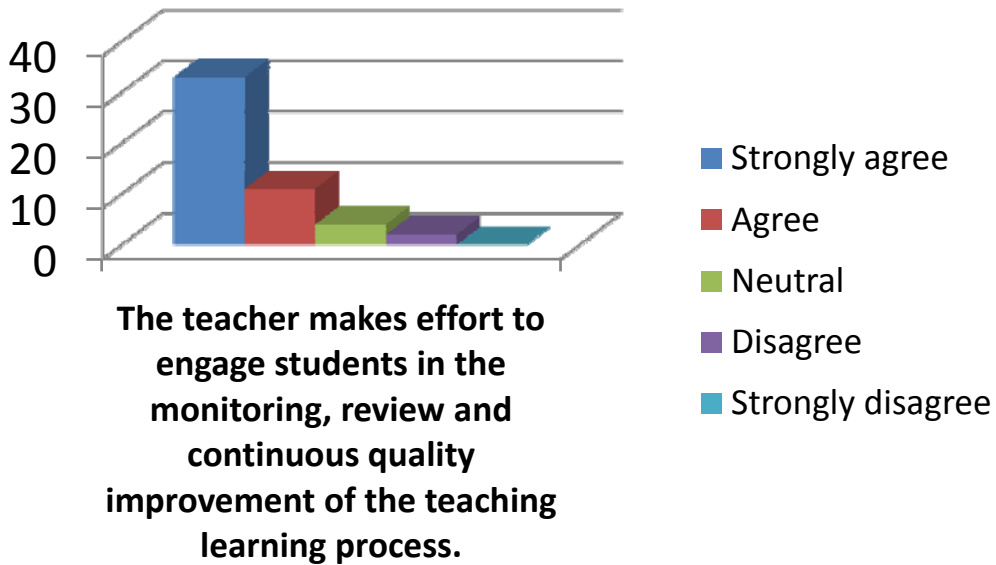 40
30
20
10
0
Strongly agree
Agree
Neutral
Disagree
Strongly disagree
The teacher makes effort to
engage students in the
monitoring, review and
continuous quality
improvement of the teaching
learning process.